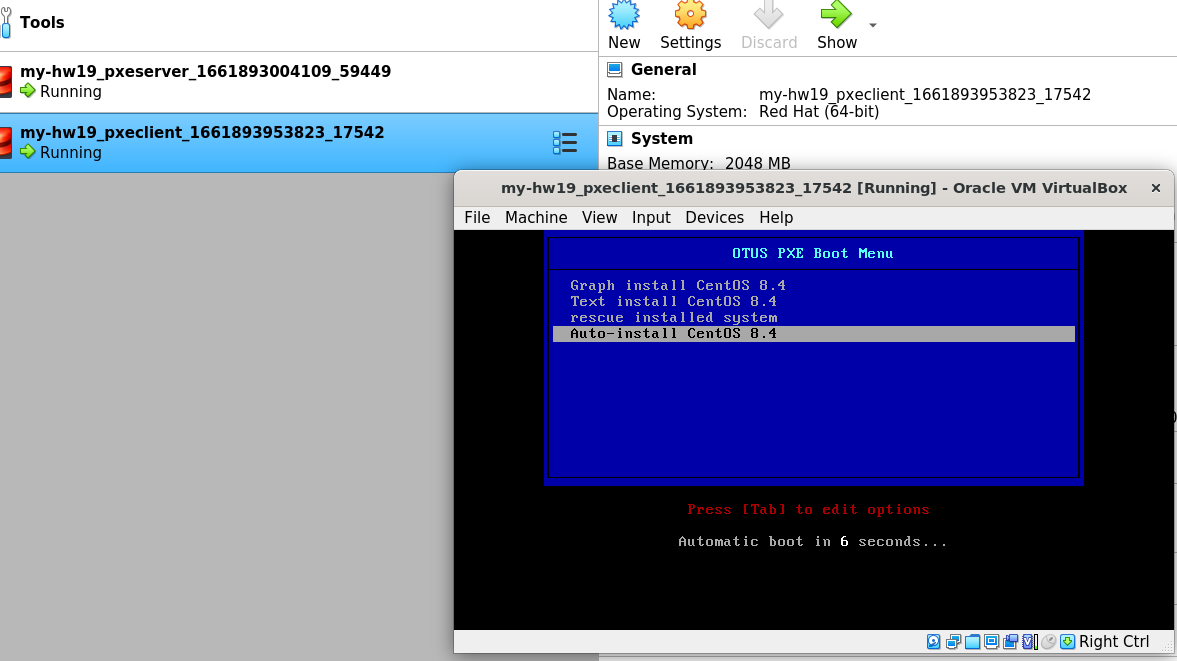 Tools
my-hw19_pxeserver_1661893004109_59449
Running
my-hw19_pxeclient_1661893953823_17542
Running
New Settings Discard Show
General
Name: my-hw19_pxeclient_1661893953823_17542
Operating System: Red Hat (64-bit)
System
Base Memory: 2048 MB
my-hw19_pxeclient_1661893953823_17542 [Running] - Oracle VM VirtualBox
File Machine View Input Devices Help
OTUS PXE Boot Menu
Graph install CentOS 8.4
Text install CentOS 8.4
rescue installed system
Auto-install CentOS 8.4
Press [Tab] to edit options
Automatic boot in 6 seconds...
Right Ctrl